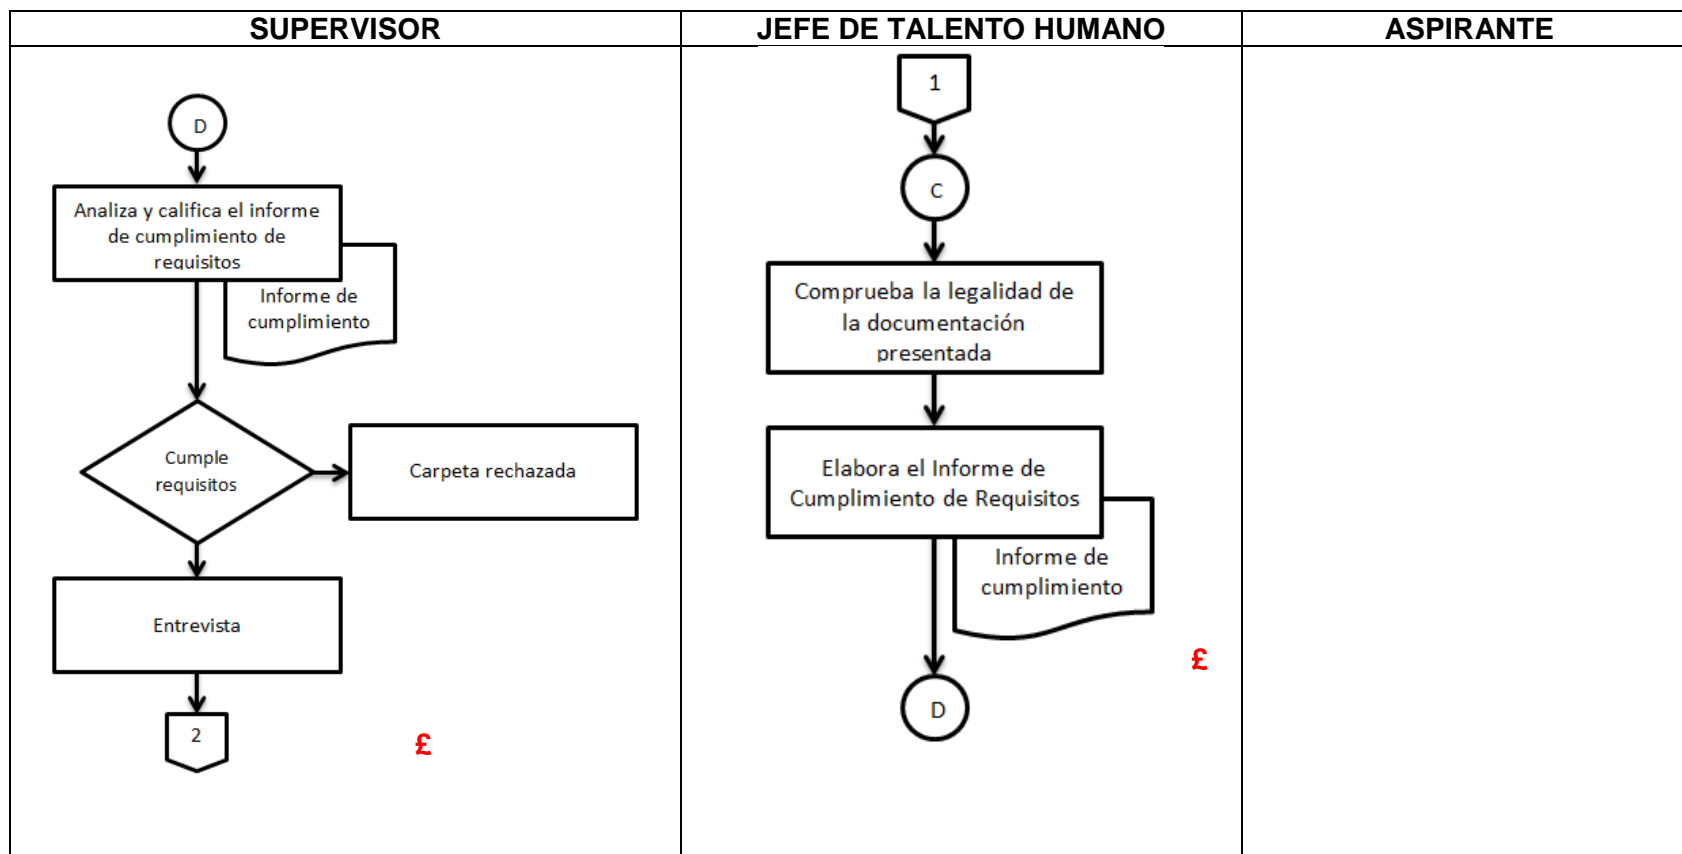 SUPERVISOR
JEFE DE TALENTO HUMANO
ASPIRANTE
D
Analiza y califica el informe
de cumplimiento de
requisitos
Informe de
cumplimiento
Cumple
requisitos
Carpeta rechazada
Entrevista
2
£
1
C
Comprueba la legalidad de
la documentación
presentada
Elabora el Informe de
Cumplimiento de Requisitos
Informe de
cumplimiento
£
D